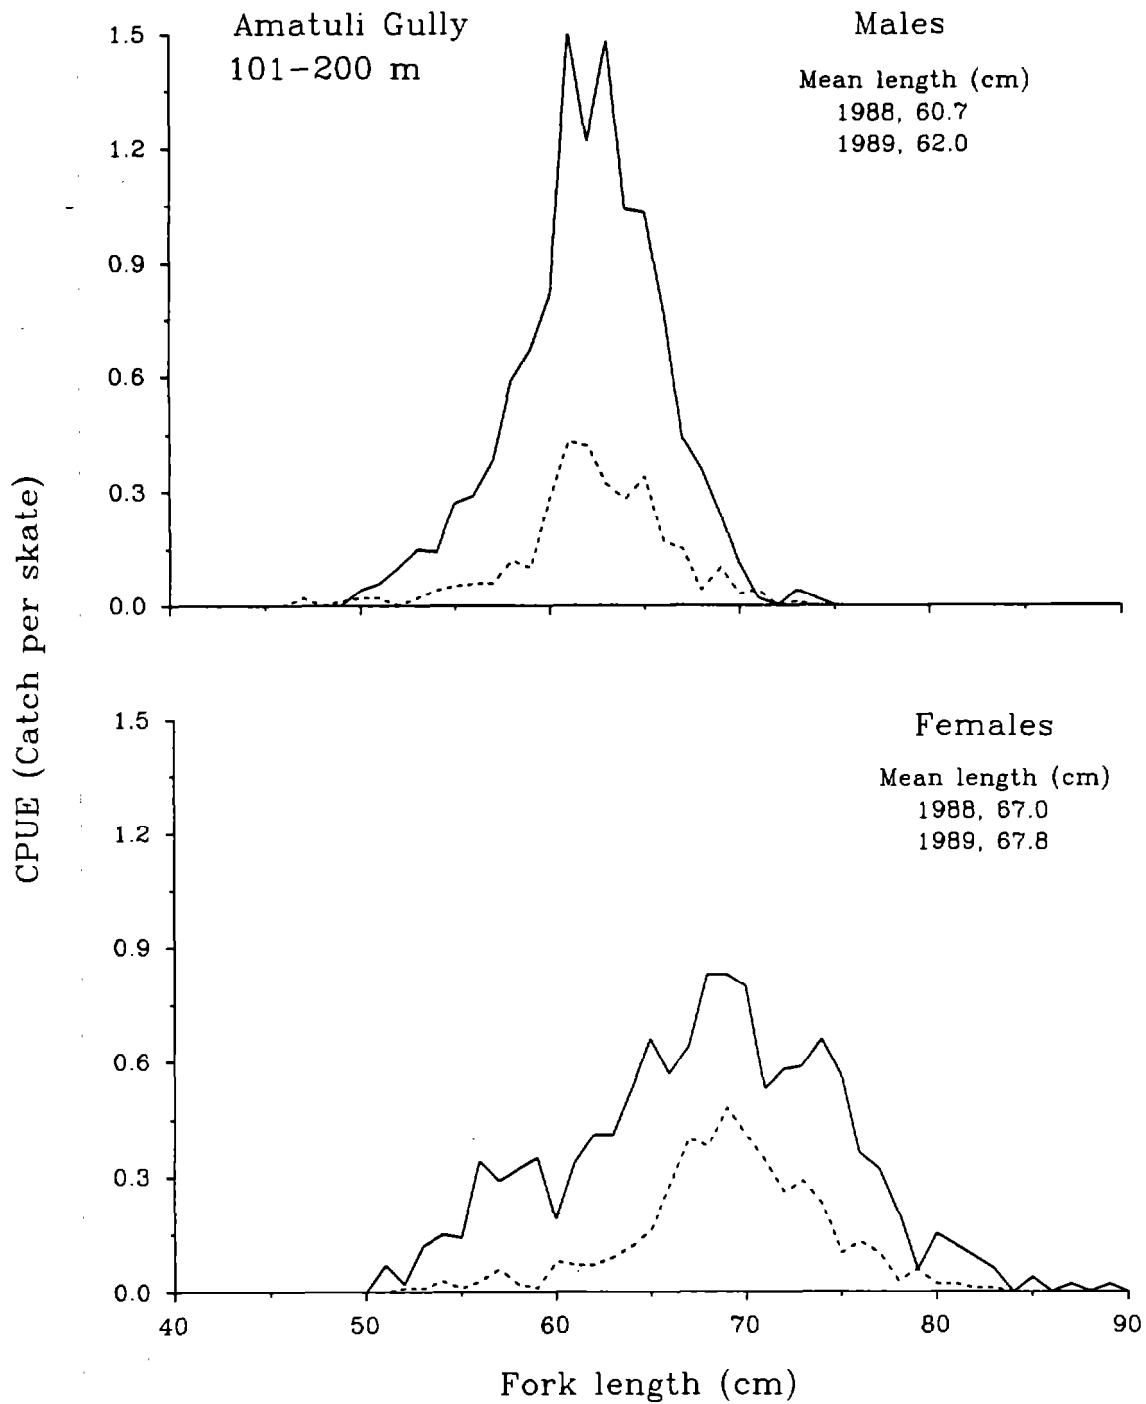 Amatuli Gully
101-200 m
Males
Mean length (cm)
1988, 60.7
1989, 62.0
1.5
1.2
0.9
0.6
0.3
0.0
CPUE (Catch per skate)
Females
Mean length (cm)
1988, 67.0
1989, 67.8
1.5
1.2
0.9
0.6
0.3
0.0
40 50 60 70 80 90
Fork length (cm)